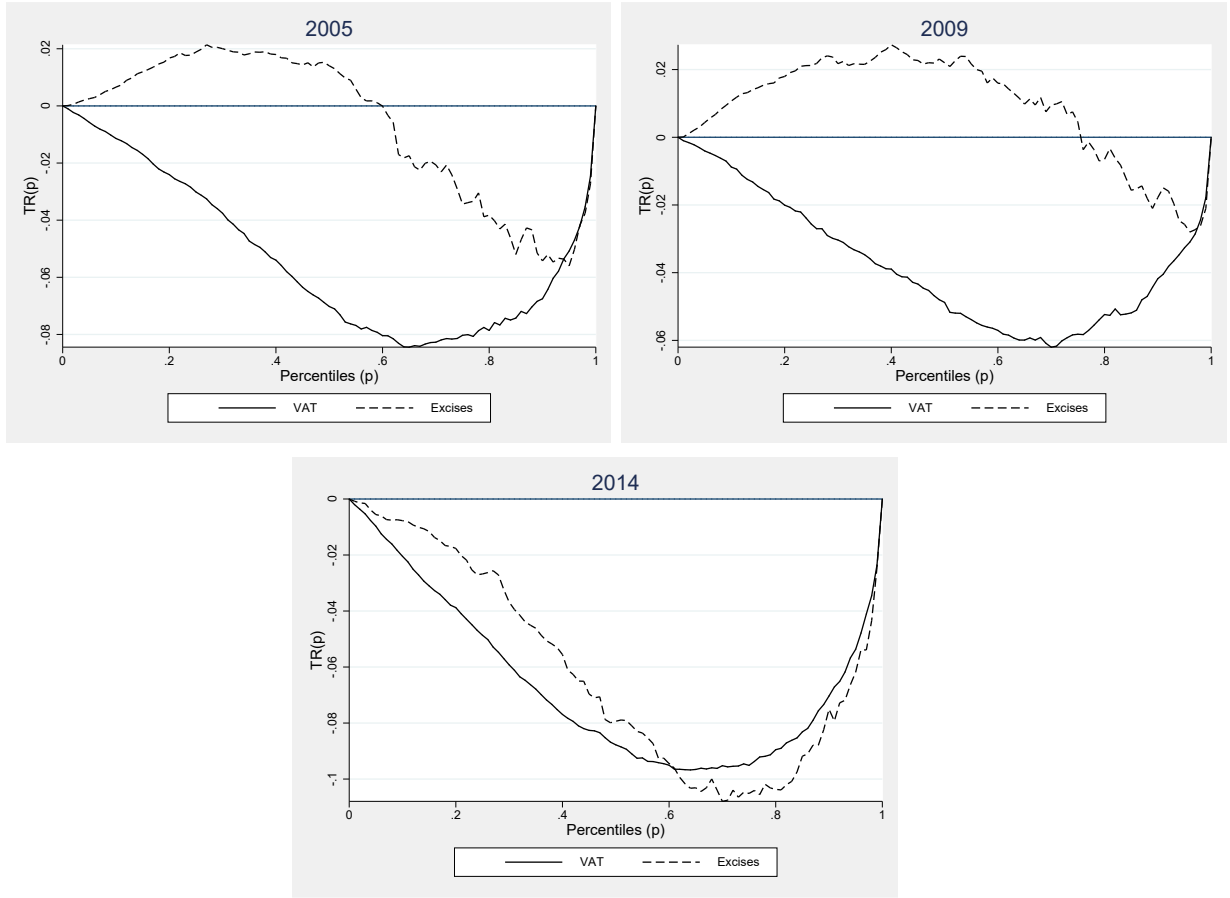 2005
TR(p)
.02
0
-.02
-.04
-.06
-.08
0 .2 .4 .6 .8 1
Percentiles (p)
VAT Excises
2009
TR(p)
.02
0
-.02
-.04
-.06
0 .2 .4 .6 .8 1
Percentiles (p)
VAT Excises
2014
TR(p)
0
-.02
-.04
-.06
-.08
-.1
0 .2 .4 .6 .8 1
Percentiles (p)
VAT Excises